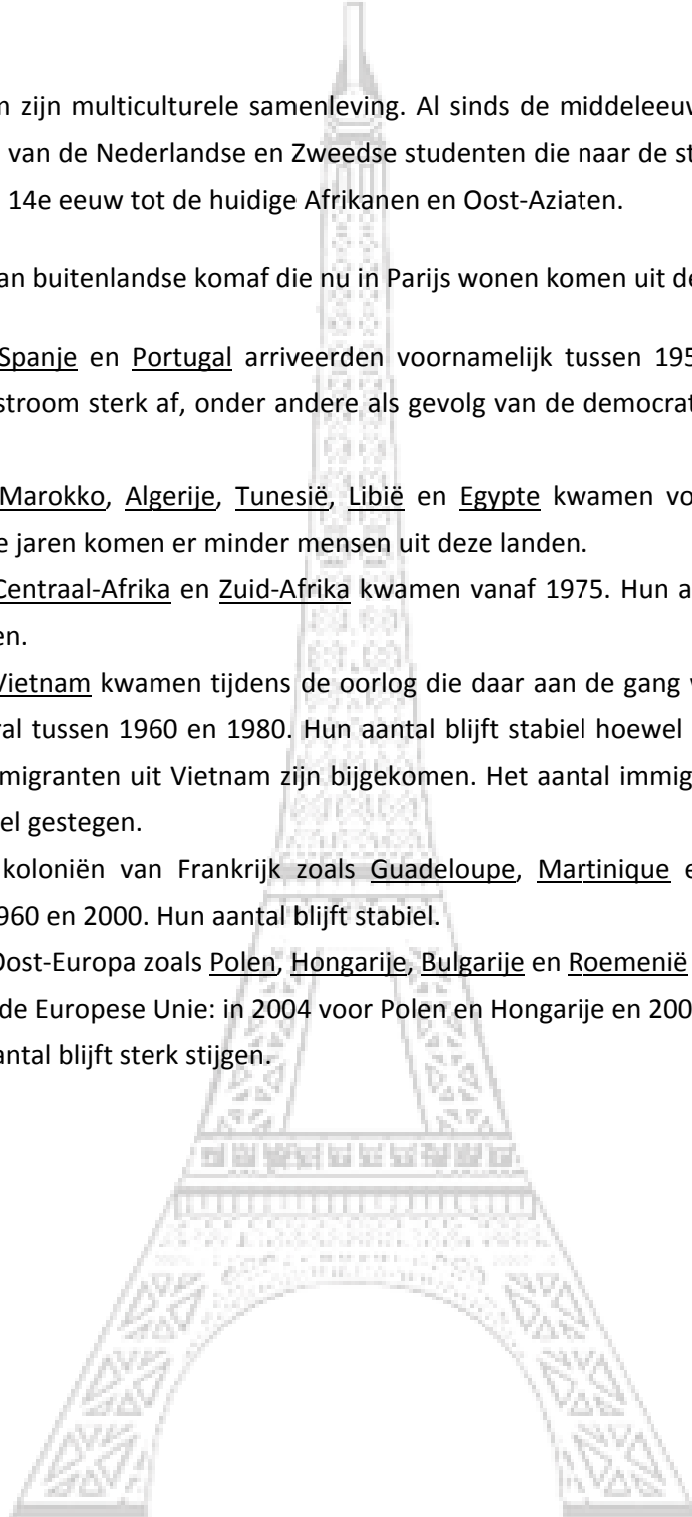 zijn multiculturele samenleving. Al sinds de middeleeuw
van de Nederlandse en Zweedse studenten die naar de st
14e eeuw tot de huidige Afrikanen en Oost-Aziaten.
an buitenlandse komaf die nu in Parijs wonen komen uit de
Spanje en Portugal arriveerden voornamelijk tussen 195
stroom sterk af, onder andere als gevolg van de democrat
Marokko, Algerije, Tunesië, Libië en Egypte kwamen vo
e jaren komen er minder mensen uit deze landen.
Centraal-Afrika en Zuid-Afrika kwamen vanaf 1975. Hun a
en.
Vietnam kwamen tijdens de oorlog die daar aan de gang
al tussen 1960 en 1980. Hun aantal blijft stabiel hoewel
migranten uit Vietnam zijn bijgekomen. Het aantal immig
el gestegen.
koloniën van Frankrijk zoals Guadeloupe, Martinique e
960 en 2000. Hun aantal blijft stabiel.
Oost-Europa zoals Polen, Hongarije, Bulgarije en Roemenië
de Europese Unie: in 2004 voor Polen en Hongarije en 200
antal blijft sterk stijgen.